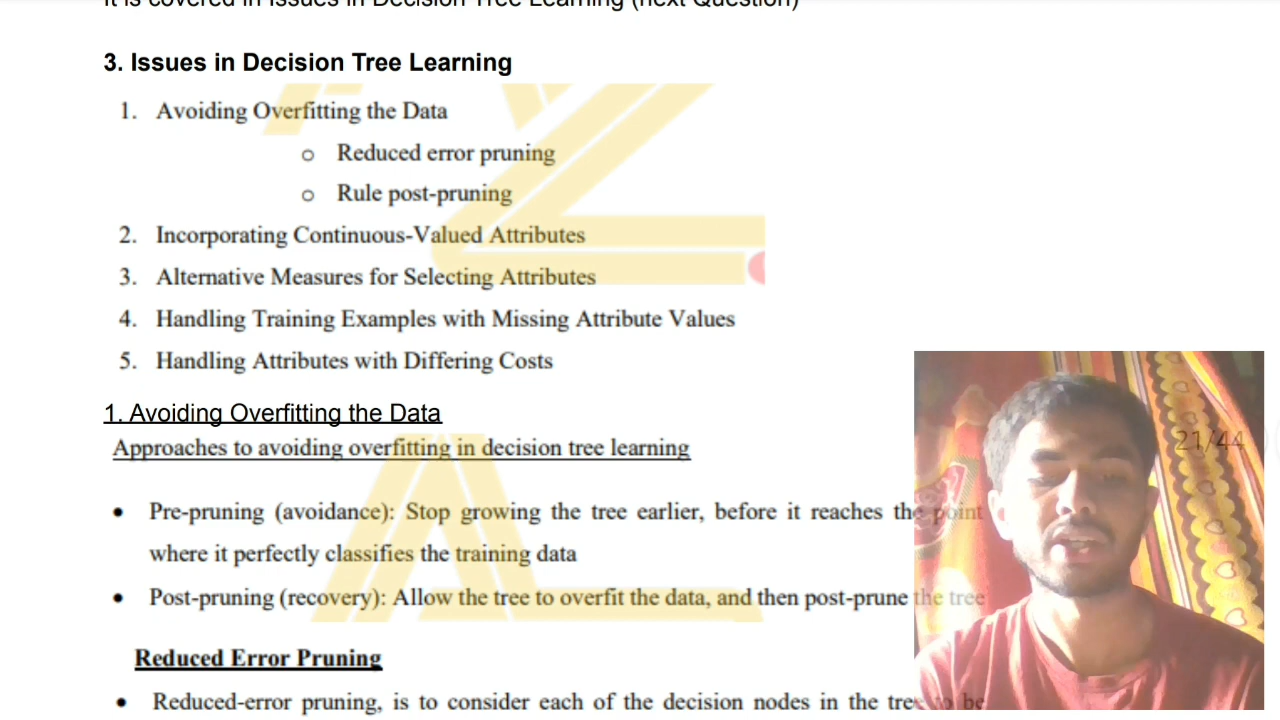 It is covered in Issues in Decision Tree Learning (next Question)
3. Issues in Decision Tree Learning
1. Avoiding Overfitting the Data
o Reduced error pruning
o Rule post-pruning
2. Incorporating Continuous-Valued Attributes
3. Alternative Measures for Selecting Attributes
4. Handling Training Examples with Missing Attribute Values
5. Handling Attributes with Differing Costs
1. Avoiding Overfitting the Data
Approaches to avoiding overfitting in decision tree learning
• Pre-pruning (avoidance): Stop growing the tree earlier, before it reaches the point
where it perfectly classifies the training data
• Post-pruning (recovery): Allow the tree to overfit the data, and then post-prune the tree
Reduced Error Pruning
• Reduced-error pruning, is to consider each of the decision nodes in the tree to be
21/44